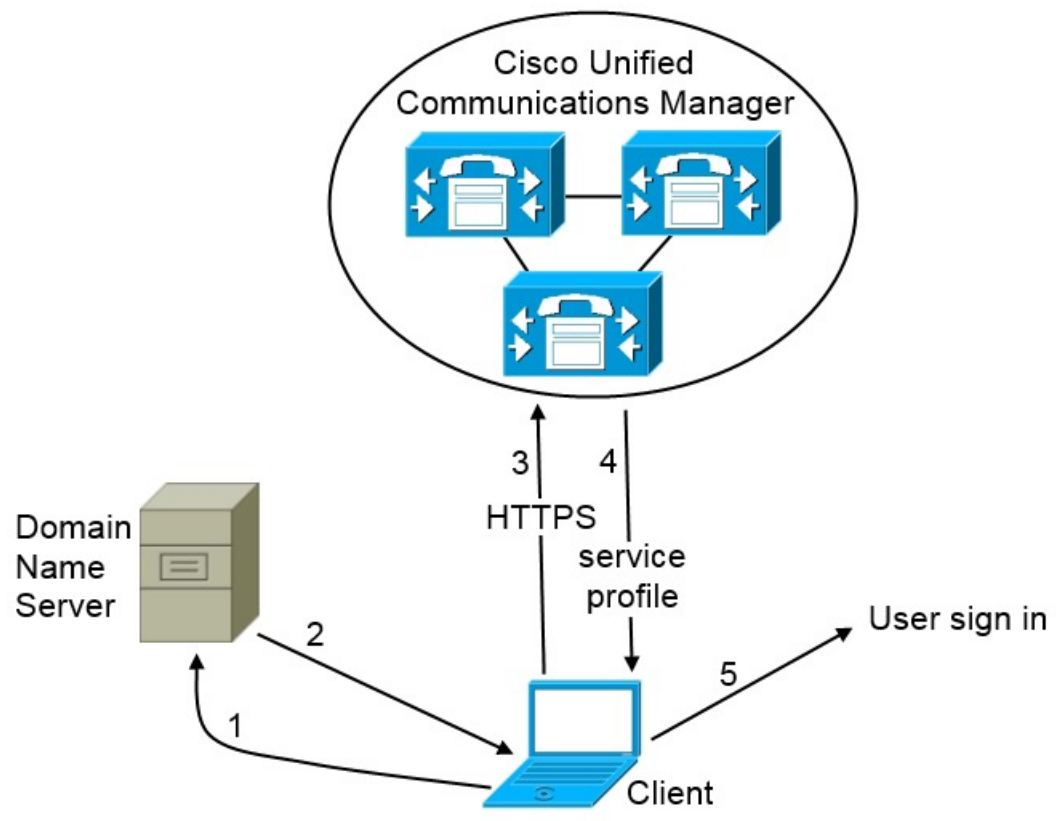 Cisco Unified
Communications Manager
3
4
HTTPS
service
profile
Domain
Name
Server
2
1
User sign in
5
Client